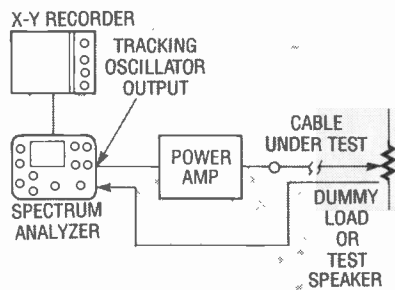 X-Y RECORDER
TRACKING
OSCILLATOR
OUTPUT
CABLE
UNDER TEST
POWER
AMP
SPECTRUM
ANALYZER
DUMMY
LOAD
OR
TEST
SPEAKER